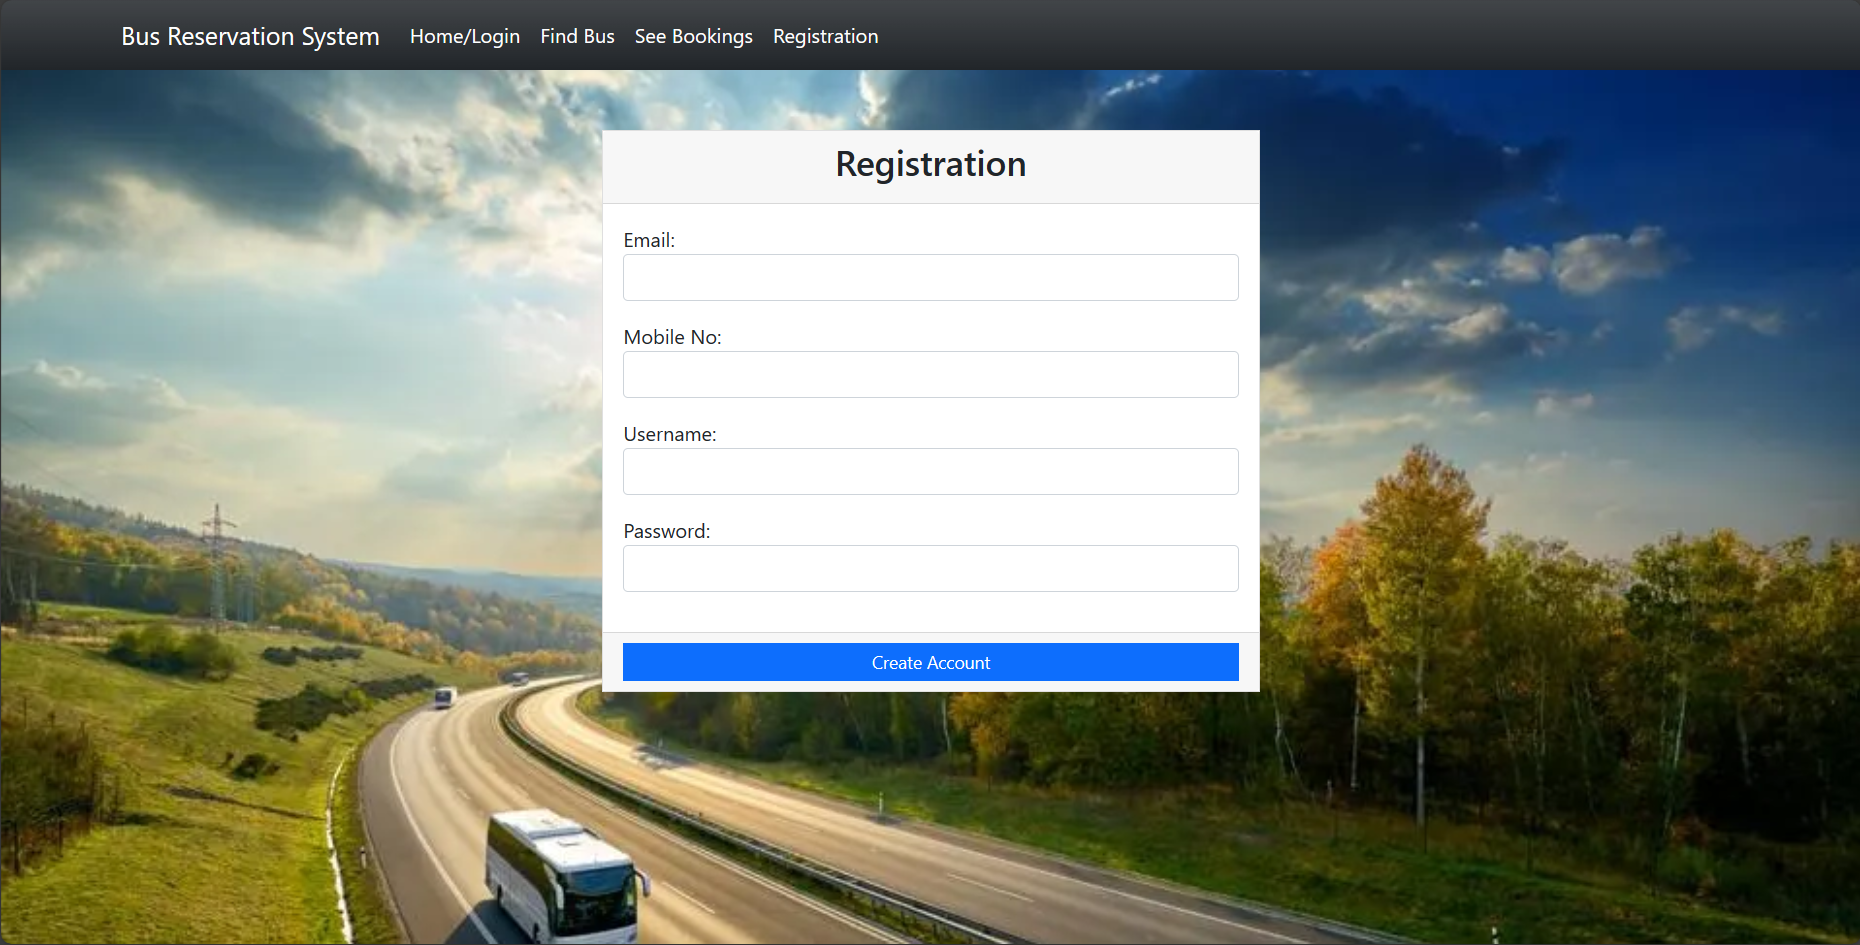 Bus Reservation System Home/Login Find Bus See Bookings Registration
Registration
Email:
Mobile No:
Username:
Password:
Create Account